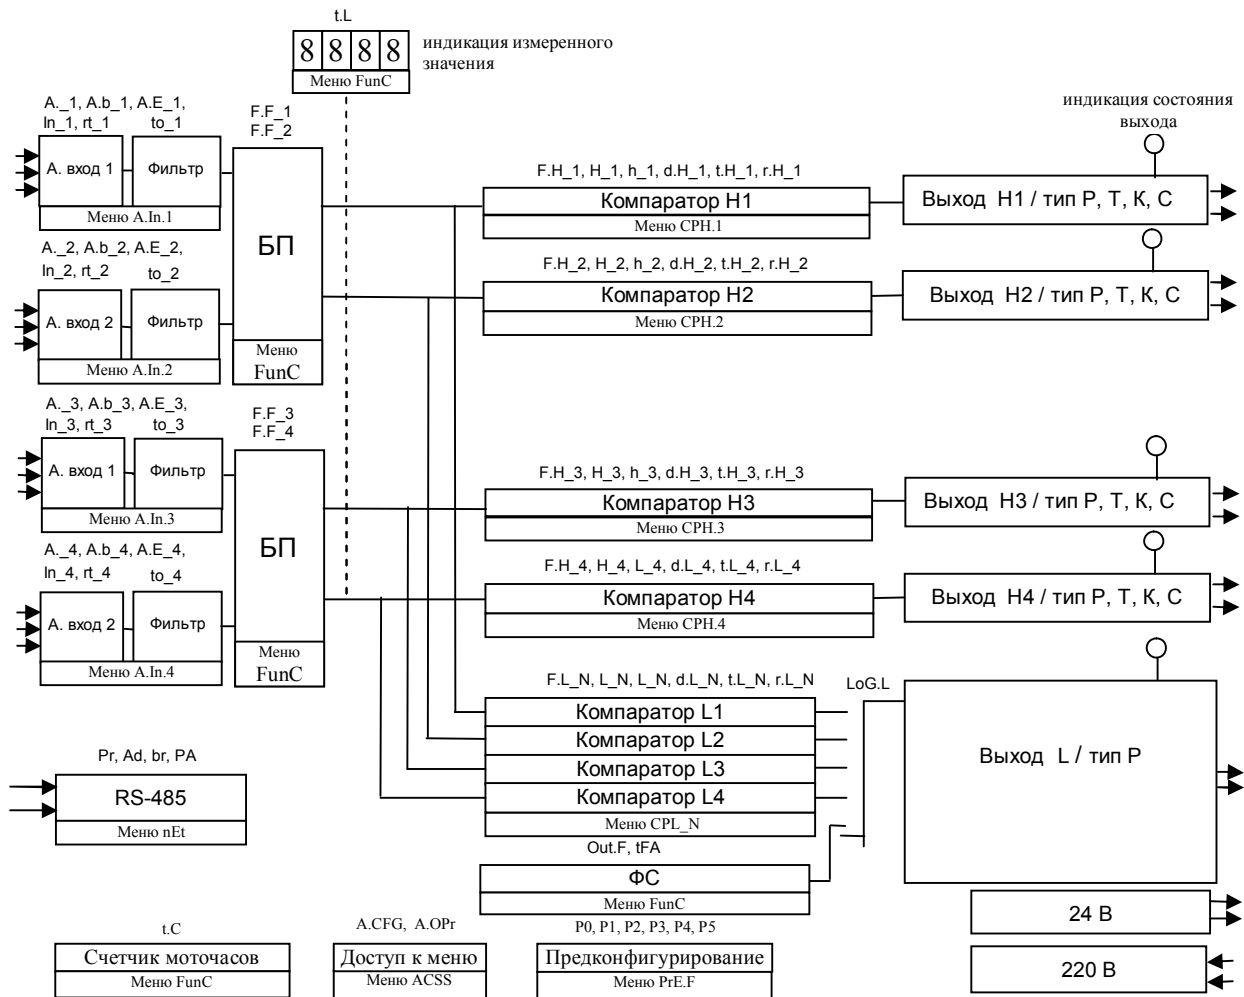 t.L
8 8 8 8
Меню FunC
индикация измеренного
значения
A._1, A.b_1, A.E_1,
In_1, rt_1
to_1
А. вход 1
Фильтр
Меню A.In.1
A._2, A.b_2, A.E_2,
In_2, rt_2
to_2
А. вход 2
Фильтр
Меню A.In.2
F.F_1
F.F_2
БП
Меню
FunC
F.H_1, H_1, h_1, d.H_1, t.H_1, r.H_1
Компаратор H1
Меню CPH.1
индикация состояния
выхода
Выход H1 / тип Р, Т, К, С
F.H_2, H_2, h_2, d.H_2, t.H_2, r.H_2
Компаратор H2
Меню CPH.2
Выход H2 / тип Р, Т, К, С
A._3, A.b_3, A.E_3,
In_3, rt_3
to_3
А. вход 1
Фильтр
Меню A.In.3
A._4, A.b_4, A.E_4,
In_4, rt_4
to_4
А. вход 2
Фильтр
Меню A.In.4
F.F_3
F.F_4
БП
Меню
FunC
F.H_3, H_3, h_3, d.H_3, t.H_3, r.H_3
Компаратор H3
Меню CPH.3
Выход H3 / тип Р, Т, К, С
F.H_4, H_4, L_4, d.L_4, t.L_4, r.L_4
Компаратор H4
Меню CPH.4
Выход H4 / тип Р, Т, К, С
F.L_N, L_N, L_N, d.L_N, t.L_N, r.L_N
Компаратор L1
Компаратор L2
Компаратор L3
Компаратор L4
Меню CPL_N
LoG.L
Выход L / тип Р
Pr, Ad, br, PA
RS-485
Меню nEt
Out.F, tFA
ФС
Меню FunC
24 В
220 В
t.C
Счетчик моточасов
Меню FunC
A.CFG, A.OPr
Доступ к меню
Меню ACSS
P0, P1, P2, P3, P4, P5
Предконфигурирование
Меню PrE.F